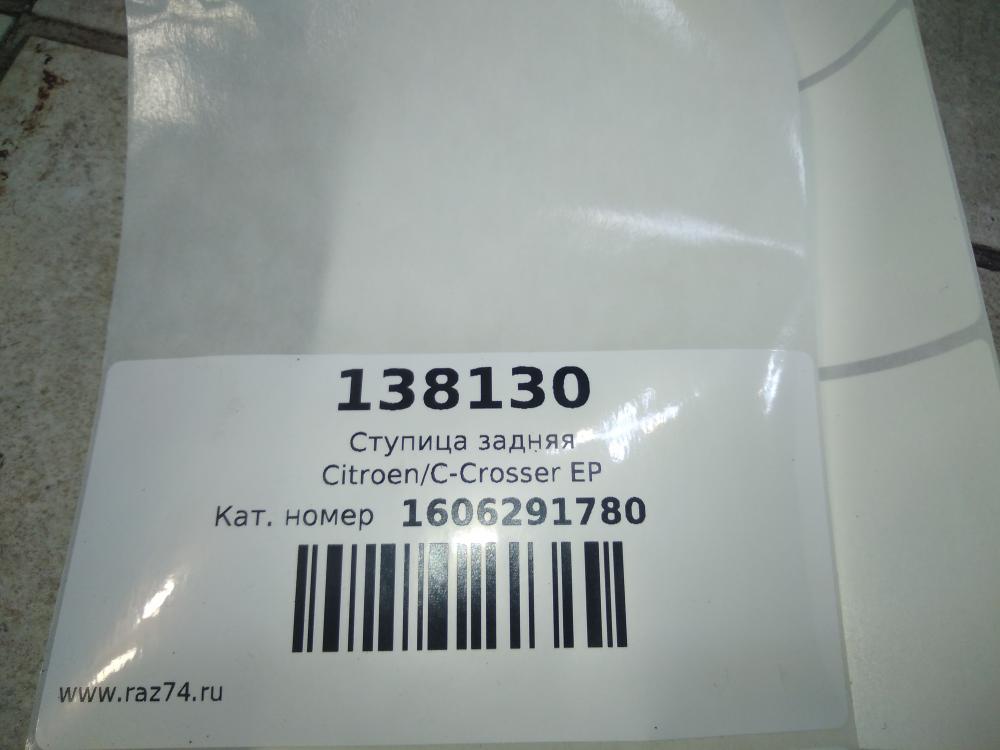 138130
Ступица задняя
Citroen/C-Crosser EP
Кат. номер 1606291780
www.raz74.ru